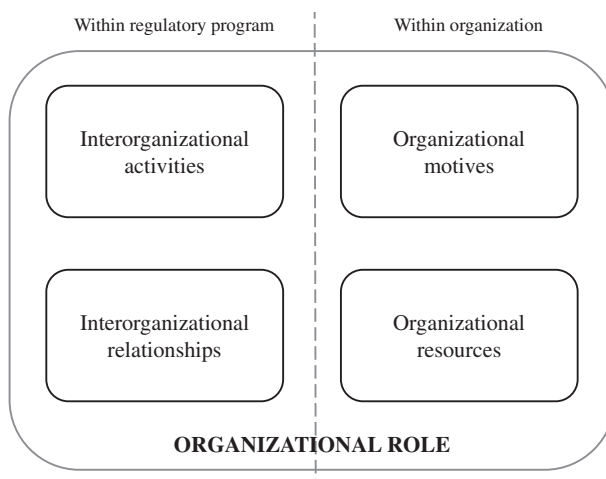 Within regulatory program
Within organization
Interorganizational
activities
Organizational
motives
Interorganizational
relationships
Organizational
resources
ORGANIZATIONAL ROLE